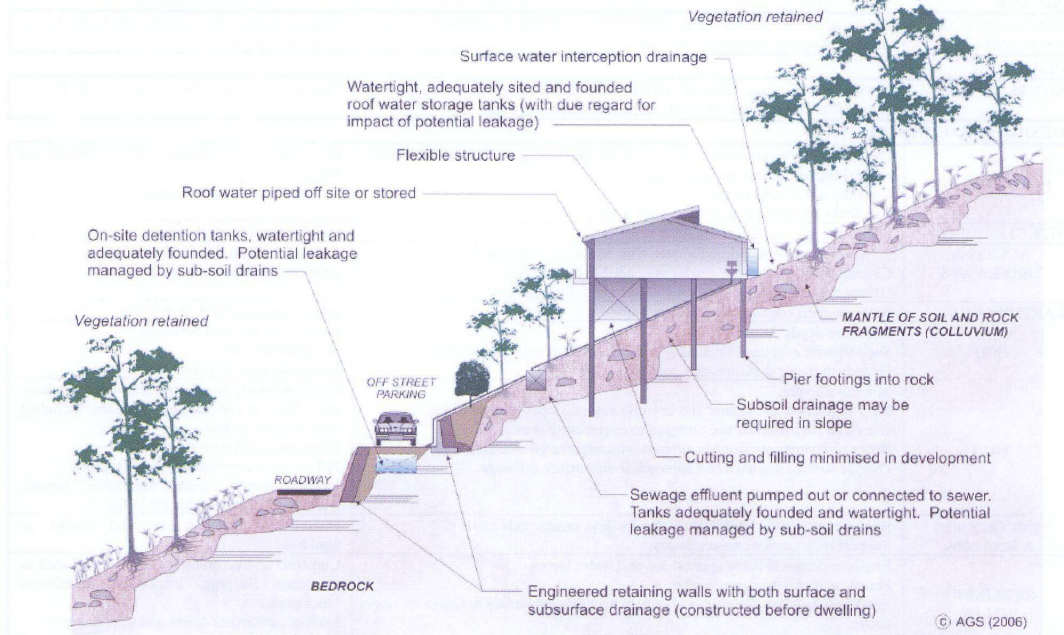 Vegetation retained
Surface water interception drainage
Watertight, adequately sited and founded
roof water storage tanks (with due regard for
impact of potential leakage)
Flexible structure
Roof water piped off site or stored
On-site detention tanks, watertight and
adequately founded. Potential leakage
managed by sub-soil drains
Vegetation retained
MANTLE OF SOIL AND ROCK
FRAGMENTS (COLLUVIUM)
OFF STREET
PARKING
Pier footings into rock
Subsoil drainage may be
required in slope
Cutting and filling minimised in development
ROADWAY
Sewage effluent pumped out or connected to sewer.
Tanks adequately founded and watertight. Potential
leakage managed by sub-soil drains
BEDROCK
Engineered retaining walls with both surface and
subsurface drainage (constructed before dwelling)
© AGS (2006)